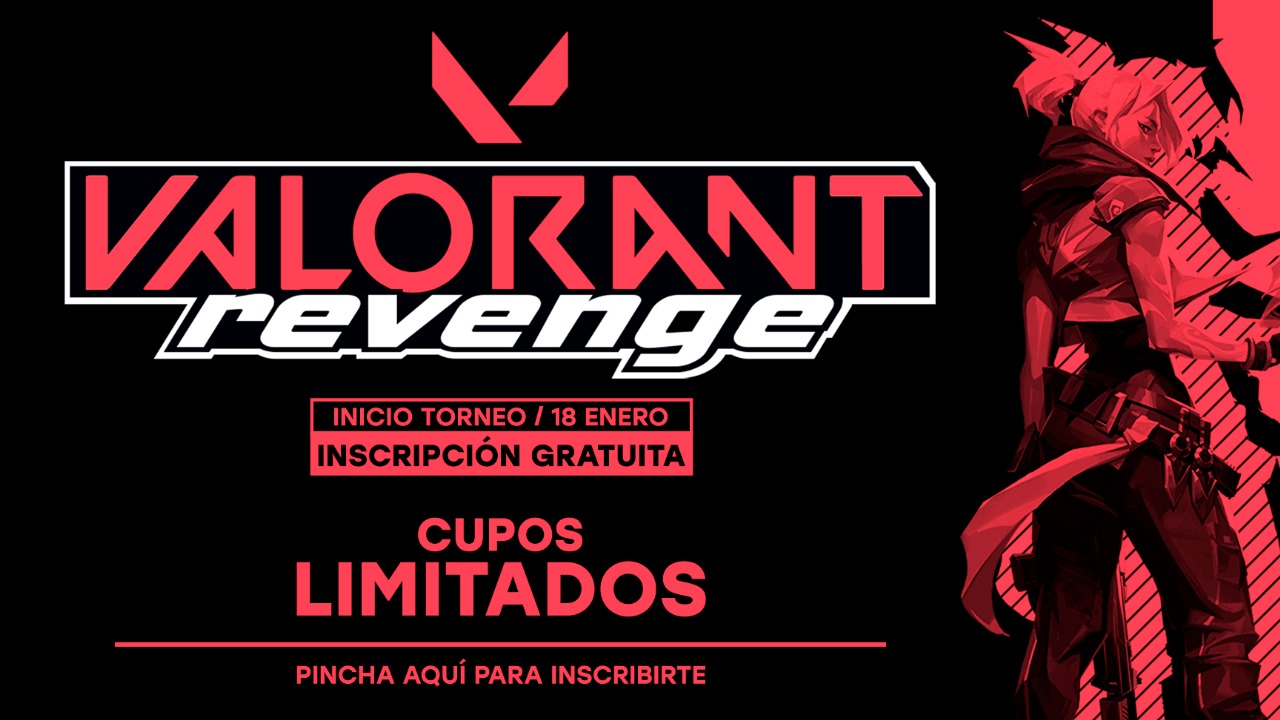 VALORANT
revenge
INICIO TORNEO / 18 ENERO
INSCRIPCIÓN GRATUITA
CUPOS
LIMITADOS
PINCHA AQUÍ PARA INSCRIBIRTE